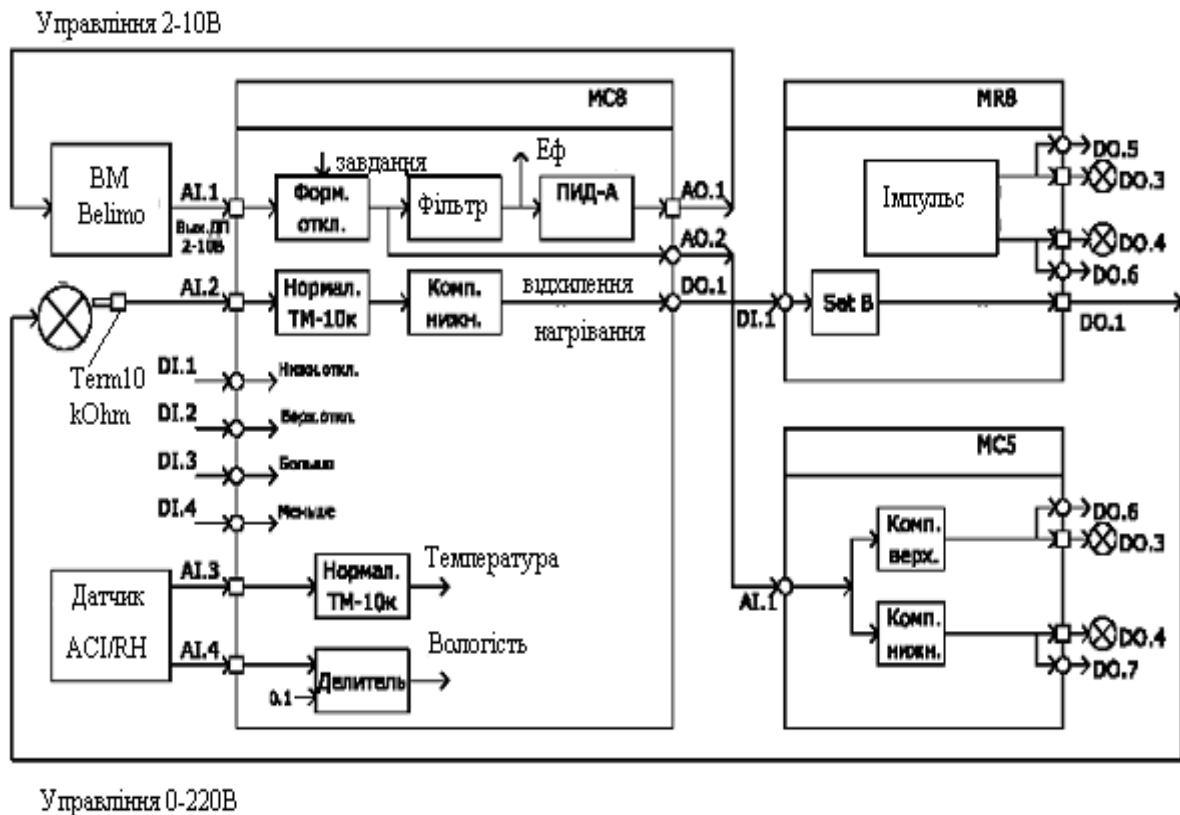 Управління 2-10В
MC8
MR8
завдання
Еф
ВМ
Belimo
AI.1
Вых.ДП
2-10В
Форм.
откл.
Фільтр
ПИД-А
AO.1
AO.2
Імпульс
DO.5
DO.3
DO.4
DO.6
AI.2
Нормал.
ТМ-10к
Комп.
нижн.
відхилення
нагрівання
DO.1
DI.1
Set B
DO.1
Term10
kOhm
DI.1
Нижн.откл.
DI.2
Верх.откл.
DI.3
Больше
DI.4
Меньше
MC5
Комп.
верх.
DO.6
DO.3
AI.1
Комп.
нижн.
DO.4
DO.7
Датчик
ACI/RH
AI.3
Нормал.
ТМ-10к
Температура
AI.4
0.1
Делитель
Вологість
Управління 0-220В